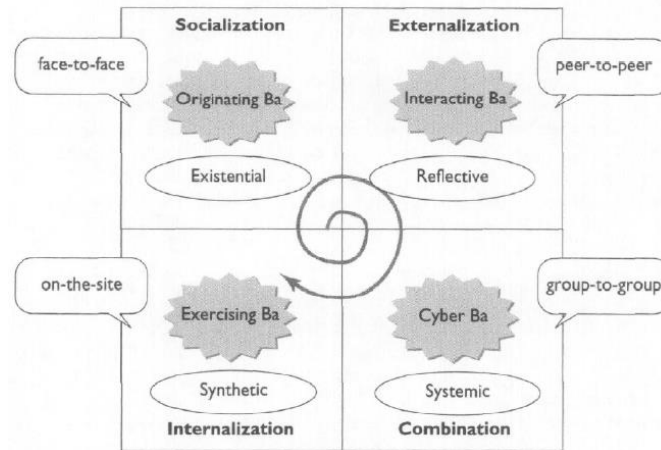 Socialization
Externalization
face-to-face
peer-to-peer
Originating Ba
Interacting Ba
Existential
Reflective
on-the-site
group-to-group
Exercising Ba
Cyber Ba
Synthetic
Systemic
Internalization
Combination